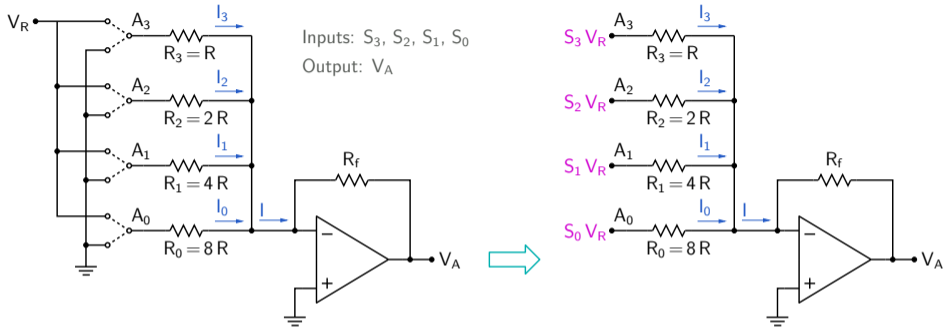 V_R A_3 I_3
R_3 = R
Inputs: S_3, S_2, S_1, S_0
Output: V_A
A_2 I_2
R_2 = 2 R
A_1 I_1
R_1 = 4 R
A_0 I_0 I
R_0 = 8 R
R_f
−
+
V_A
S_3 V_R A_3 I_3
R_3 = R
S_2 V_R A_2 I_2
R_2 = 2 R
S_1 V_R A_1 I_1
R_1 = 4 R
S_0 V_R A_0 I_0 I
R_0 = 8 R
R_f
−
+
V_A